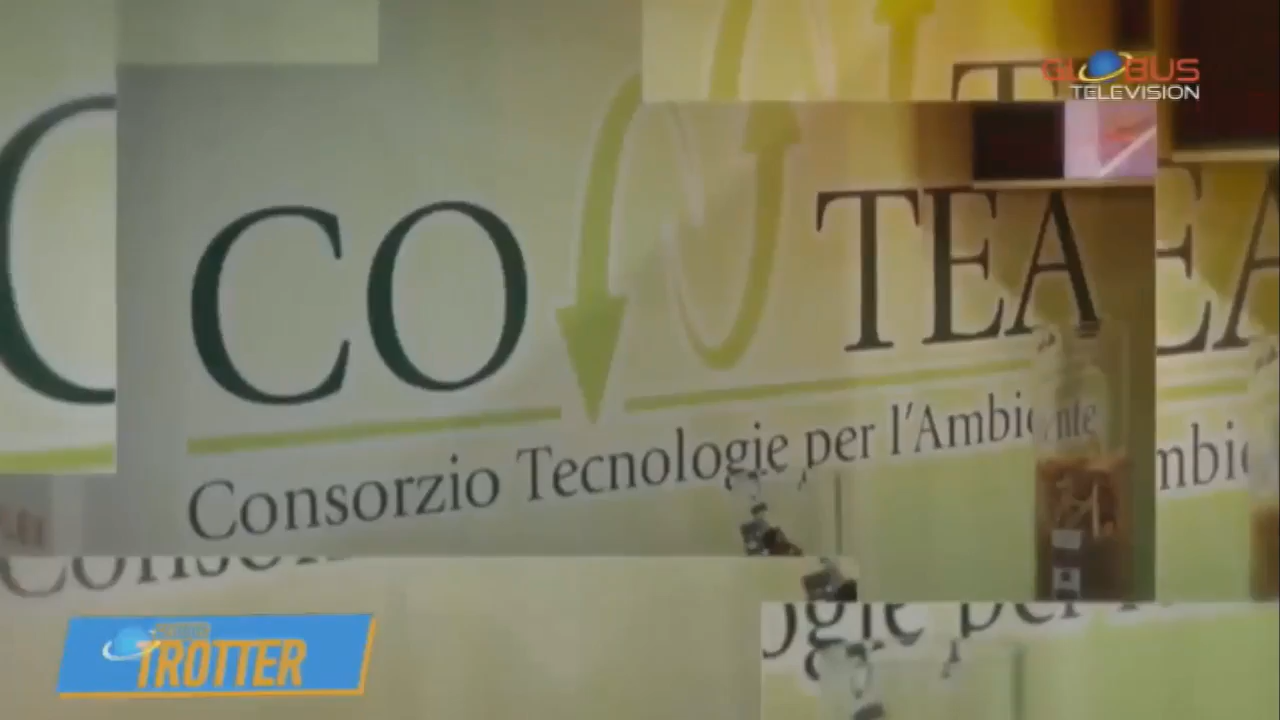 GLOBUS
TELEVISION
CO TEA
Consorzio Tecnologie per l'Ambiente
TROTTER